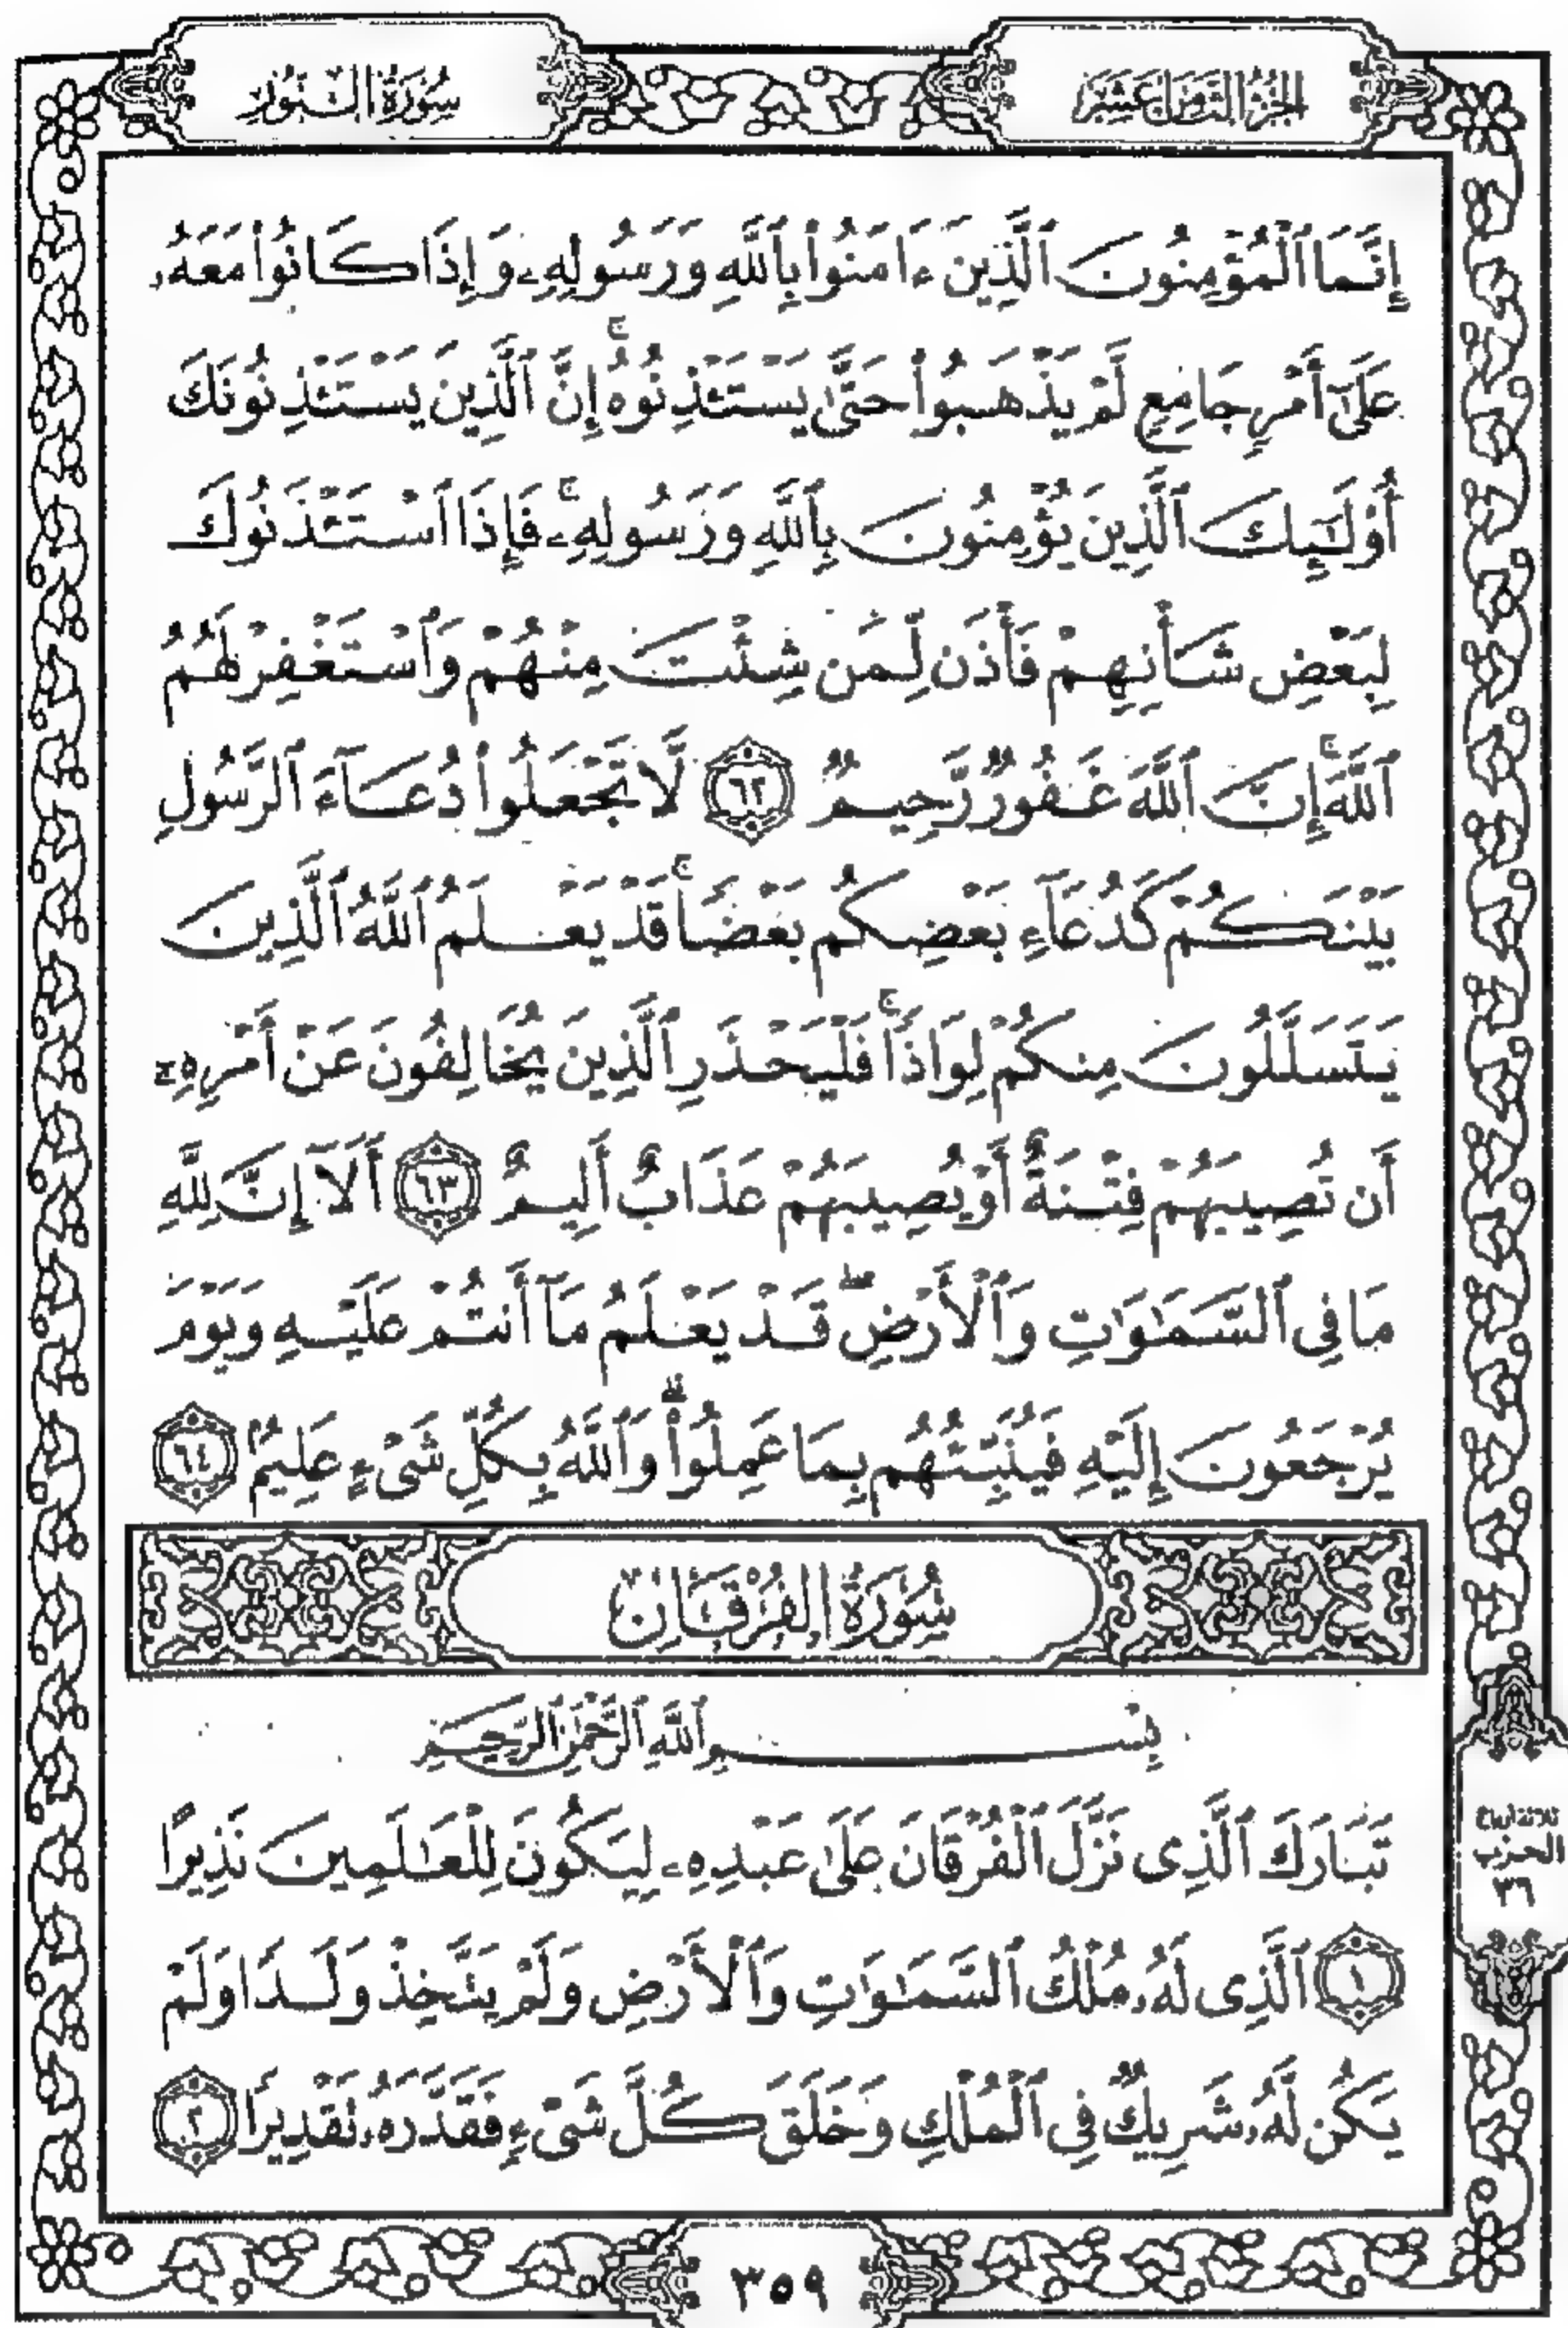 الجزء الثامن عشر
سورة النور
إِنَّمَا ٱلْمُؤْمِنُونَ ٱلَّذِينَ ءَامَنُوا۟ بِٱللَّهِ وَرَسُولِهِۦ وَإِذَا كَانُوا۟ مَعَهُۥ
عَلَىٰٓ أَمْرٍ جَامِعٍ لَّمْ يَذْهَبُوا۟ حَتَّىٰ يَسْتَـْٔذِنُوهُ ۚ إِنَّ ٱلَّذِينَ يَسْتَـْٔذِنُونَكَ
أُو۟لَـٰٓئِكَ ٱلَّذِينَ يُؤْمِنُونَ بِٱللَّهِ وَرَسُولِهِۦ ۚ فَإِذَا ٱسْتَـْٔذَنُوكَ
لِبَعْضِ شَأْنِهِمْ فَأْذَن لِّمَن شِئْتَ مِنْهُمْ وَٱسْتَغْفِرْ لَهُمُ
ٱللَّهَ ۚ إِنَّ ٱللَّهَ غَفُورٌ رَّحِيمٌ ٦٢ لَّا تَجْعَلُوا۟ دُعَآءَ ٱلرَّسُولِ
بَيْنَكُمْ كَدُعَآءِ بَعْضِكُم بَعْضًا ۚ قَدْ يَعْلَمُ ٱللَّهُ ٱلَّذِينَ
يَتَسَلَّلُونَ مِنكُمْ لِوَاذًا ۚ فَلْيَحْذَرِ ٱلَّذِينَ يُخَالِفُونَ عَنْ أَمْرِهِۦٓ
أَن تُصِيبَهُمْ فِتْنَةٌ أَوْ يُصِيبَهُمْ عَذَابٌ أَلِيمٌ ٦٣ أَلَآ إِنَّ لِلَّهِ
مَا فِى ٱلسَّمَـٰوَٰتِ وَٱلْأَرْضِ ۖ قَدْ يَعْلَمُ مَآ أَنتُمْ عَلَيْهِ وَيَوْمَ
يُرْجَعُونَ إِلَيْهِ فَيُنَبِّئُهُم بِمَا عَمِلُوا۟ ۗ وَٱللَّهُ بِكُلِّ شَىْءٍ عَلِيمٌ ٦٤
سُورَةُ الفُرْقَانِ
بِسْمِ ٱللَّهِ ٱلرَّحْمَـٰنِ ٱلرَّحِيمِ
تَبَارَكَ ٱلَّذِى نَزَّلَ ٱلْفُرْقَانَ عَلَىٰ عَبْدِهِۦ لِيَكُونَ لِلْعَـٰلَمِينَ نَذِيرًا
١ ٱلَّذِى لَهُۥ مُلْكُ ٱلسَّمَـٰوَٰتِ وَٱلْأَرْضِ وَلَمْ يَتَّخِذْ وَلَدًا وَلَمْ
يَكُن لَّهُۥ شَرِيكٌ فِى ٱلْمُلْكِ وَخَلَقَ كُلَّ شَىْءٍ فَقَدَّرَهُۥ تَقْدِيرًا ٢
ثلاثة أرباع
الحزب
٣٦
٣٥٩